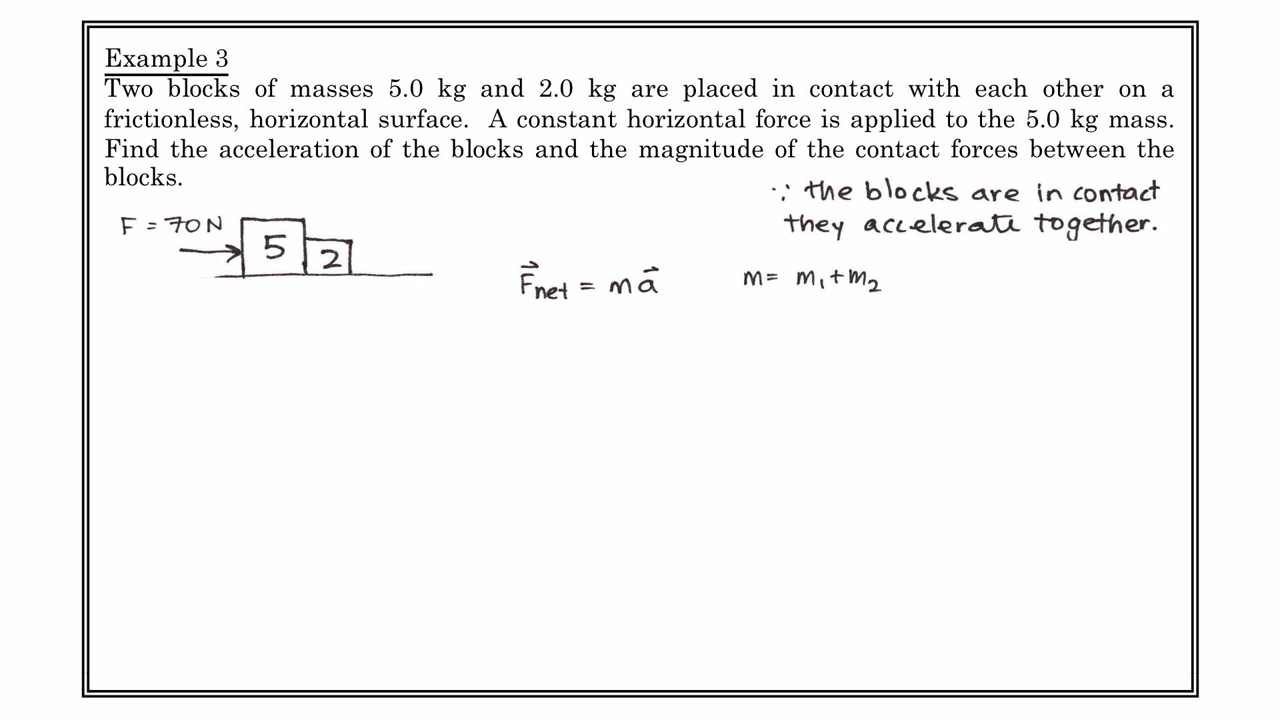 Example 3
Two blocks of masses 5.0 kg and 2.0 kg are placed in contact with each other on a
frictionless, horizontal surface. A constant horizontal force is applied to the 5.0 kg mass.
Find the acceleration of the blocks and the magnitude of the contact forces between the
blocks.
∵ the blocks are in contact
they accelerate together.
F = 70 N
5
2
F⃗net = m a⃗
m = m₁ + m₂